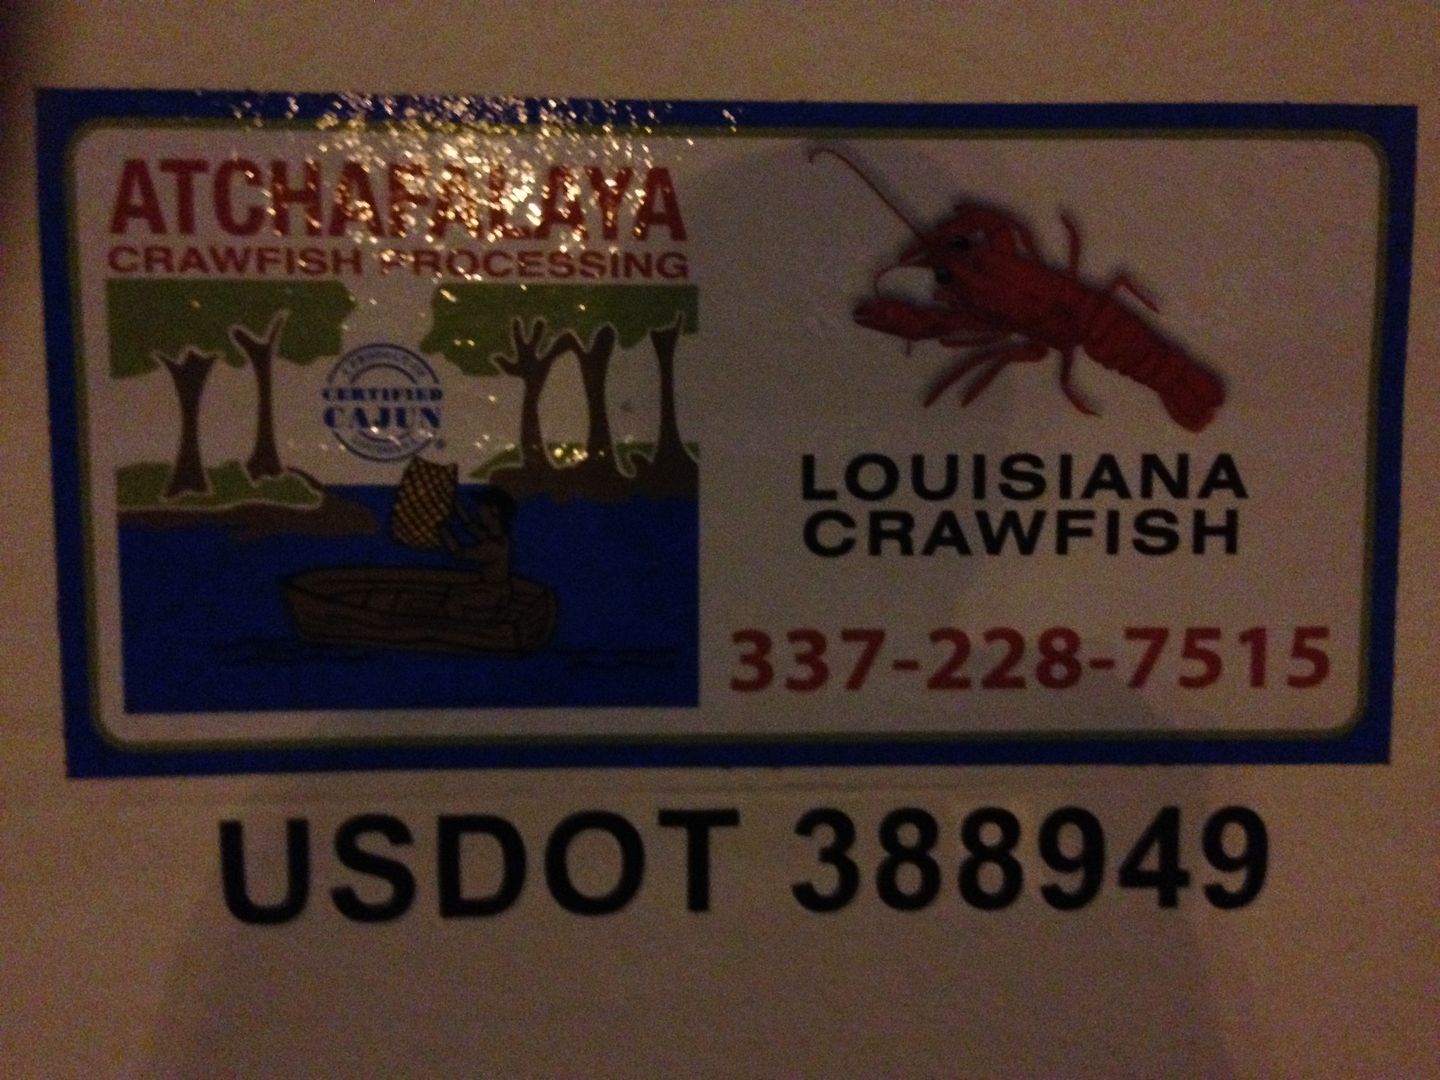 ATCHAFALAYA
CRAWFISH PROCESSING
CERTIFIED
CAJUN
®
LOUISIANA
CRAWFISH
337-228-7515
USDOT 388949